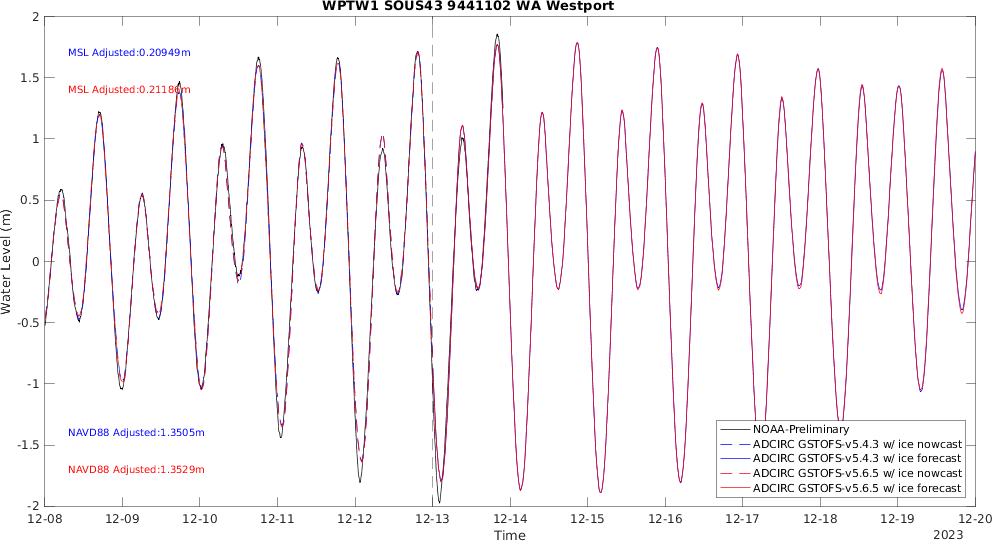 WPTW1 SOUS43 9441102 WA Westport
2
1.5
1
0.5
0
-0.5
-1
-1.5
-2
Water Level (m)
MSL Adjusted:0.20949m
MSL Adjusted:0.21186m
NAVD88 Adjusted:1.3505m
NAVD88 Adjusted:1.3529m
NOAA-Preliminary
ADCIRC GSTOFS-v5.4.3 w/ ice nowcast
ADCIRC GSTOFS-v5.4.3 w/ ice forecast
ADCIRC GSTOFS-v5.6.5 w/ ice nowcast
ADCIRC GSTOFS-v5.6.5 w/ ice forecast
12-08 12-09 12-10 12-11 12-12 12-13 12-14 12-15 12-16 12-17 12-18 12-19 12-20
Time
2023